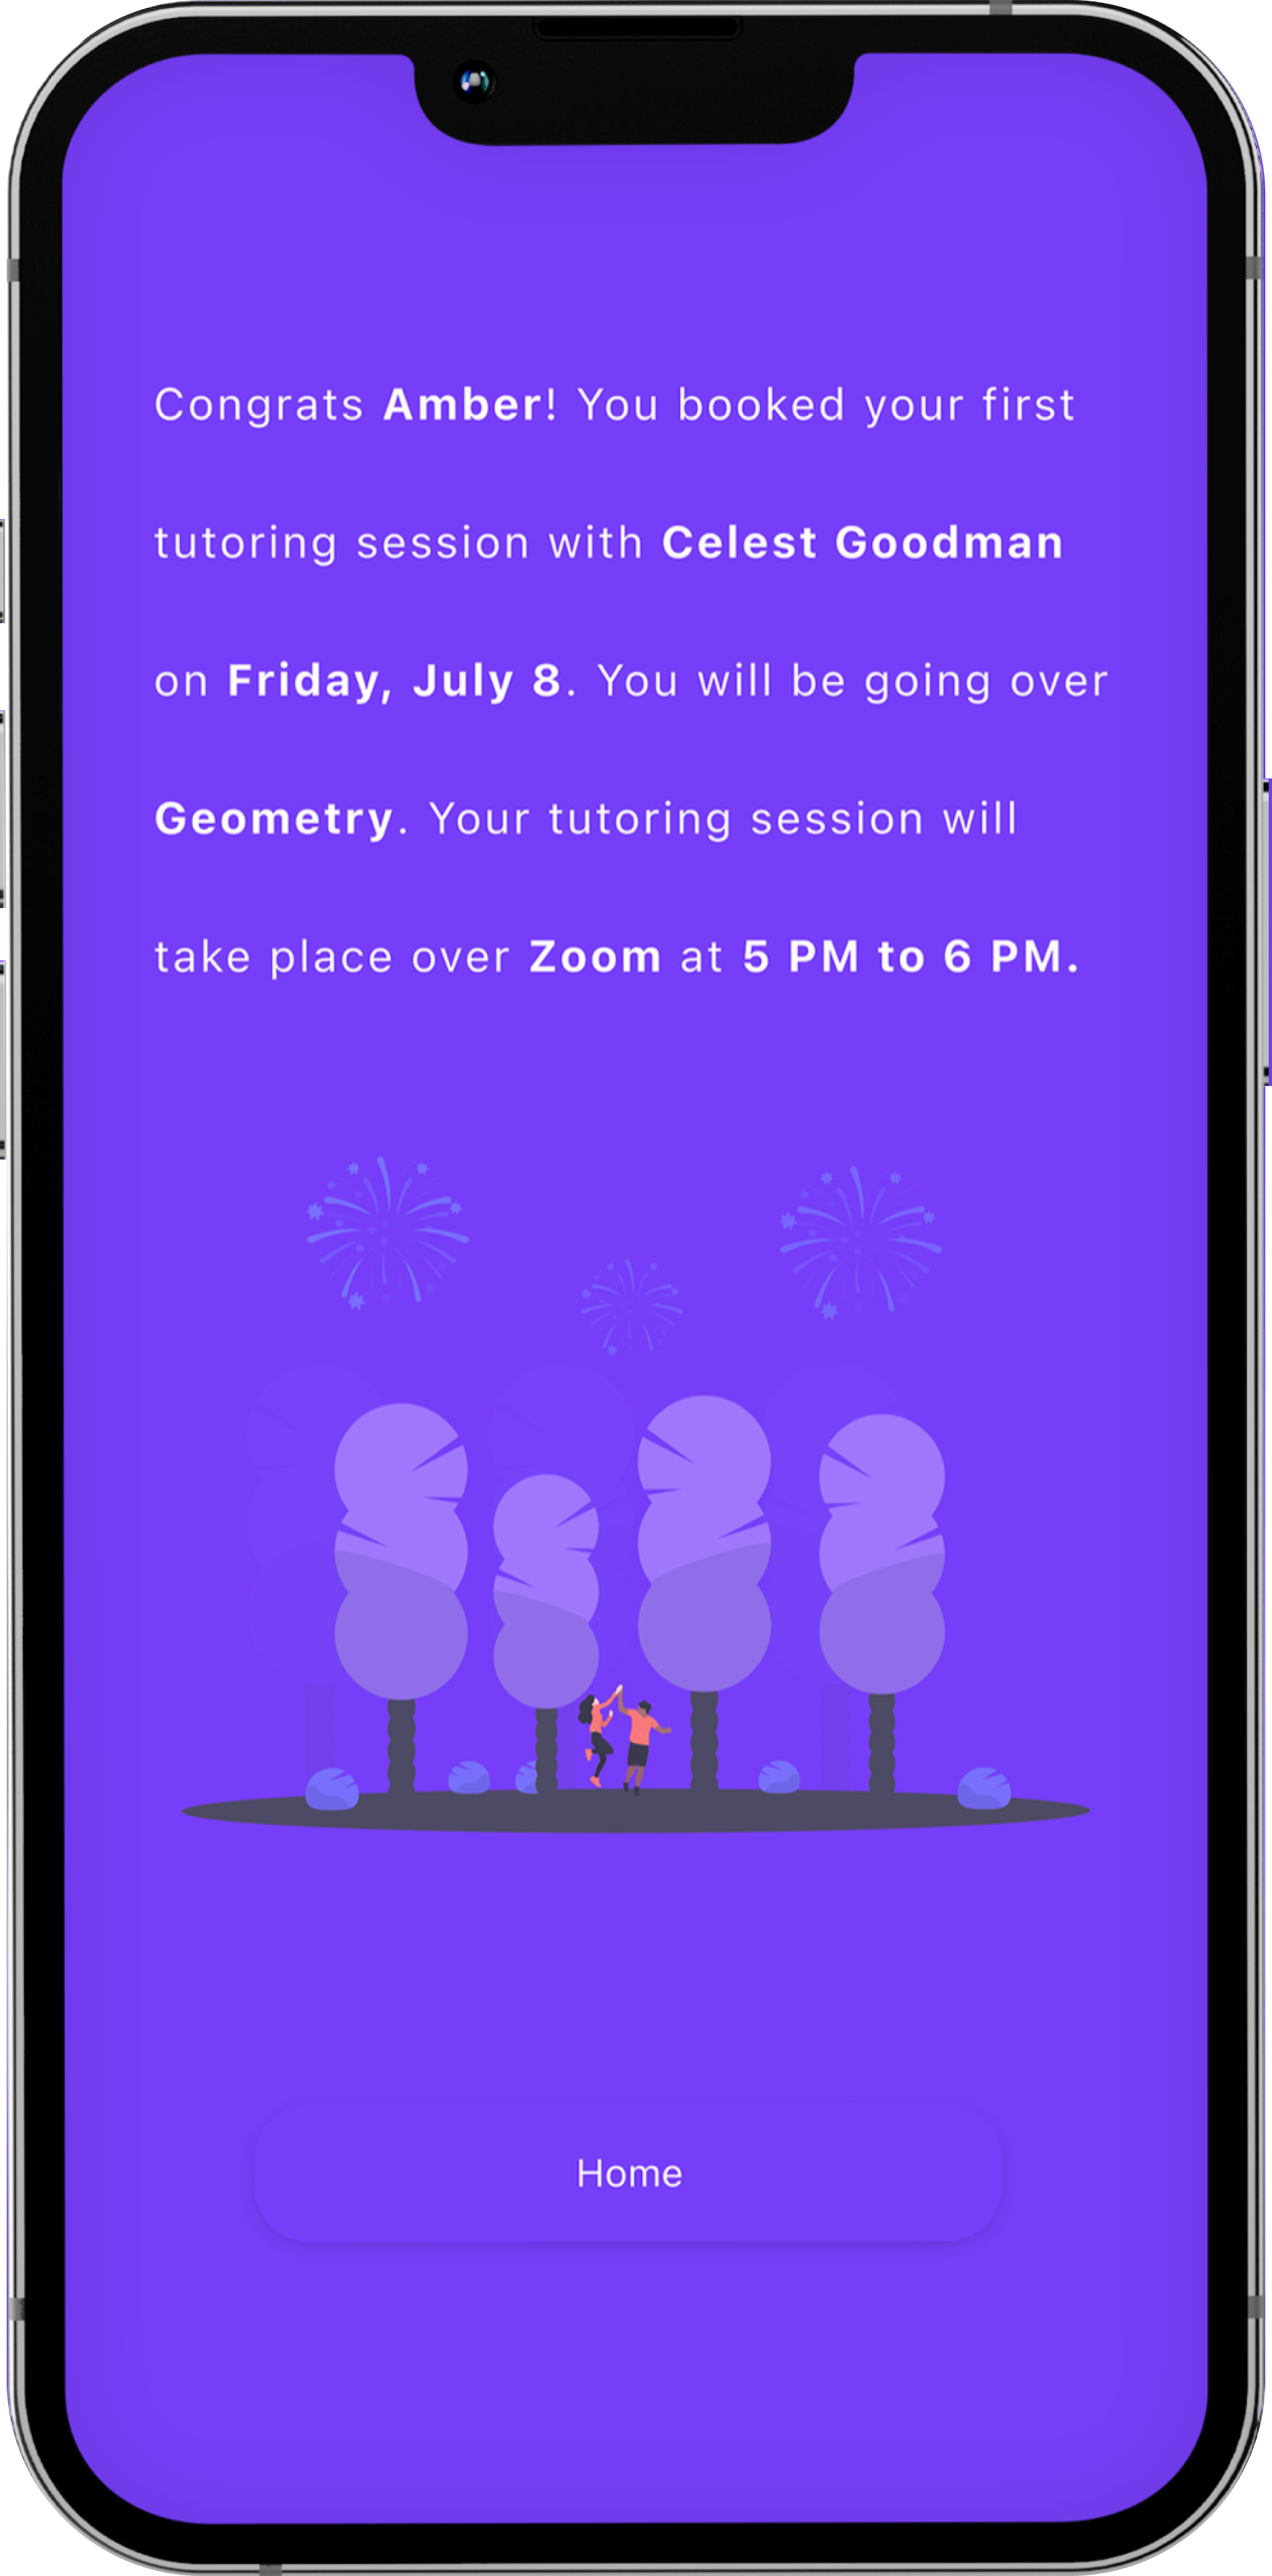 Congrats Amber! You booked your first
tutoring session with Celest Goodman
on Friday, July 8. You will be going over
Geometry. Your tutoring session will
take place over Zoom at 5 PM to 6 PM.
Home